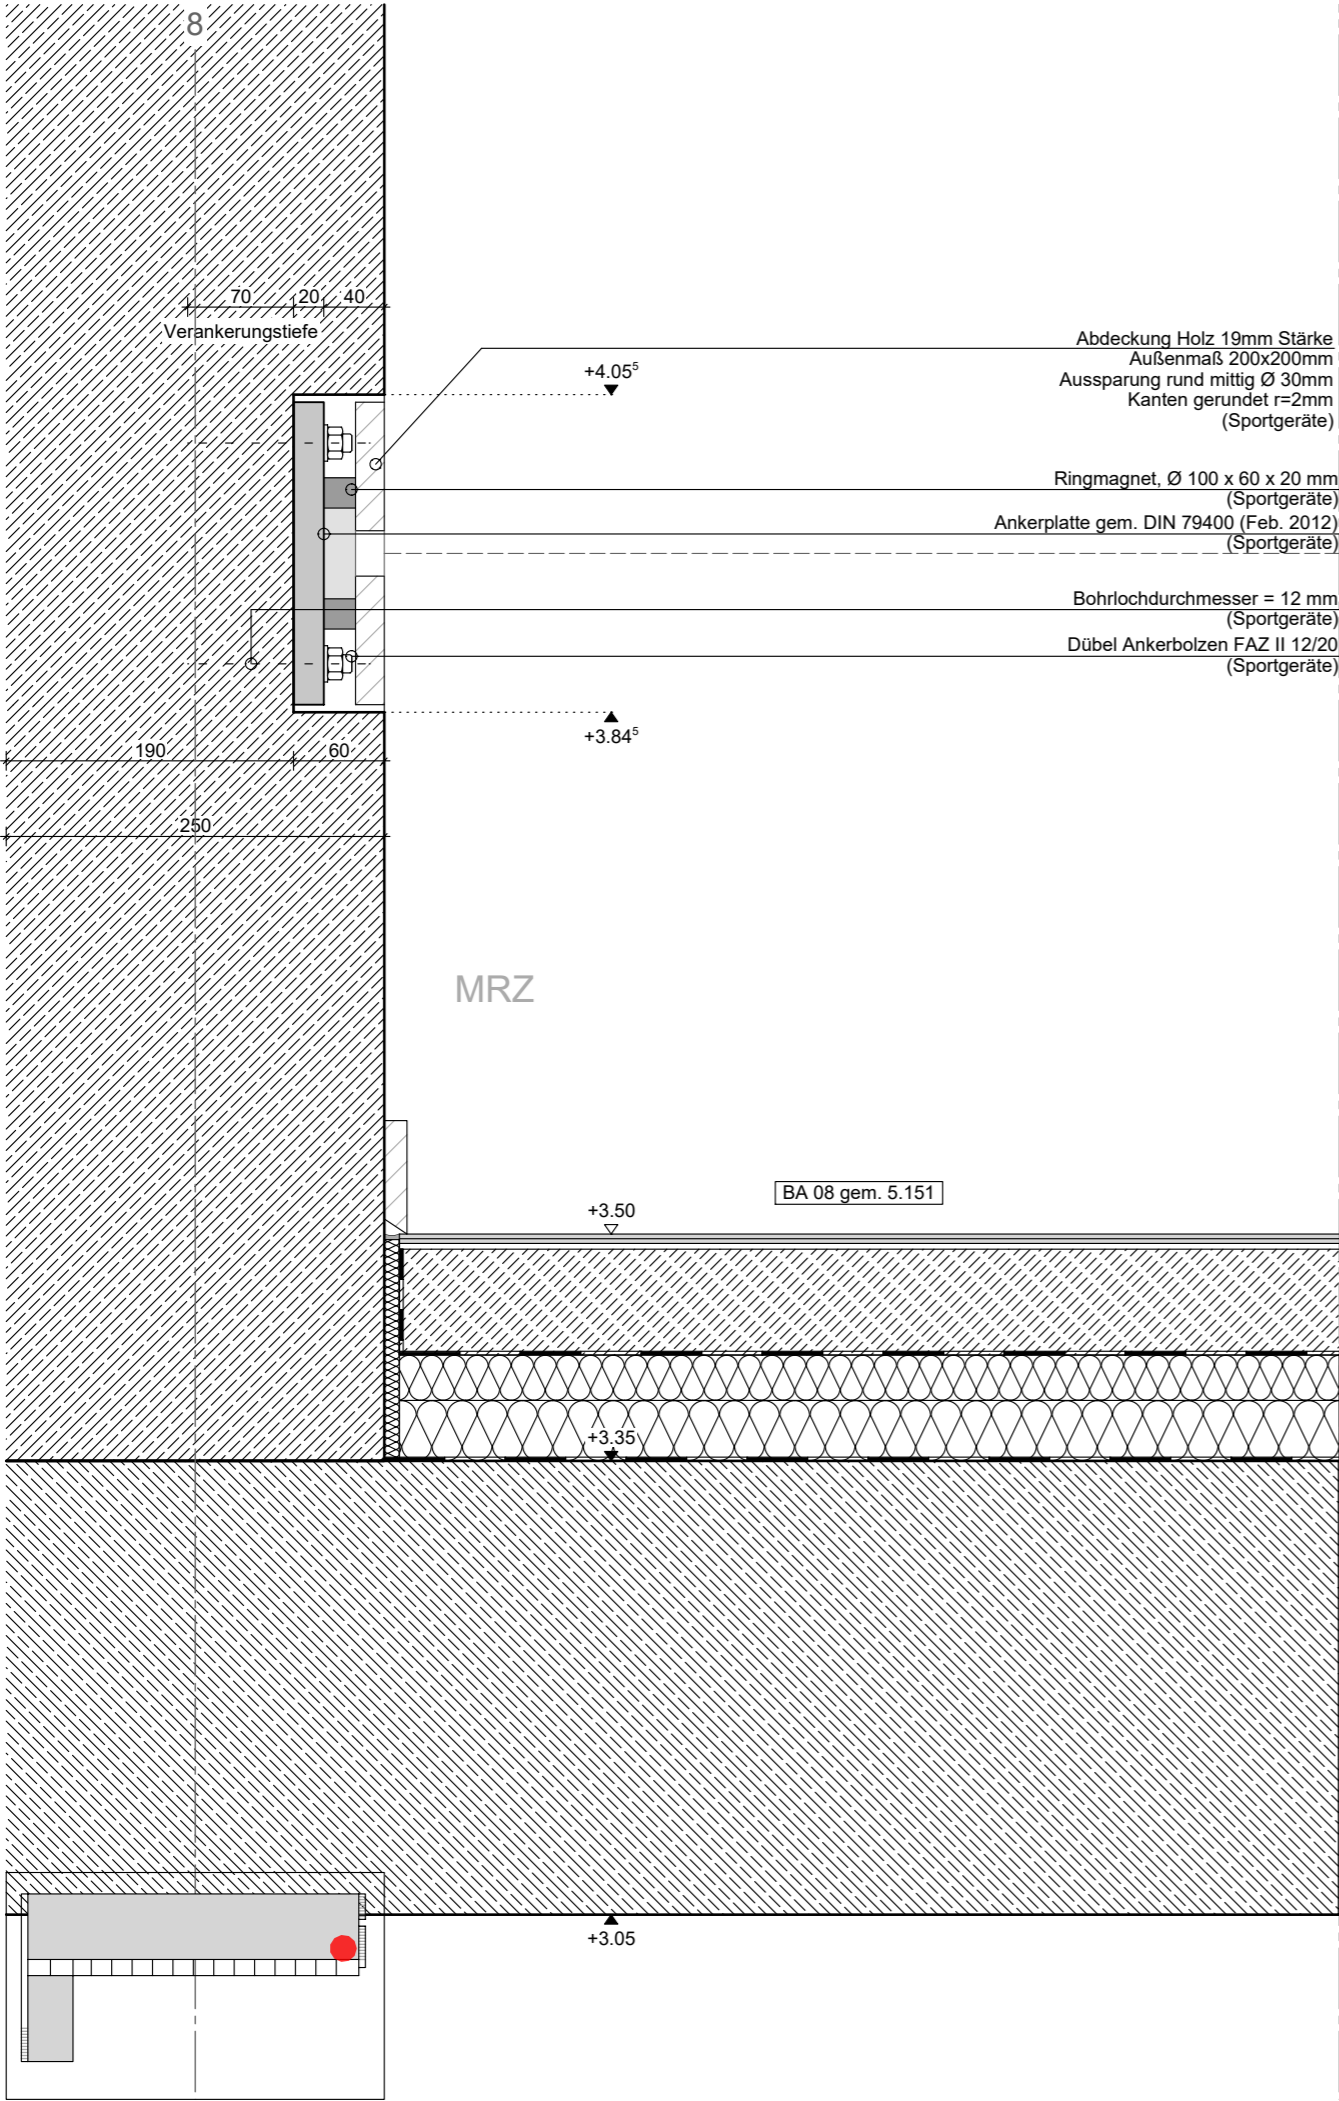 8
70 20 40
Verankerungstiefe
Abdeckung Holz 19mm Stärke
Außenmaß 200x200mm
Aussparung rund mittig Ø 30mm
Kanten gerundet r=2mm
(Sportgeräte)
+4.05⁵
Ringmagnet, Ø 100 x 60 x 20 mm
(Sportgeräte)
Ankerplatte gem. DIN 79400 (Feb. 2012)
(Sportgeräte)
Bohrlochdurchmesser = 12 mm
(Sportgeräte)
Dübel Ankerbolzen FAZ II 12/20
(Sportgeräte)
+3.84⁵
190 60
250
MRZ
BA 08 gem. 5.151
+3.50
+3.35
+3.05